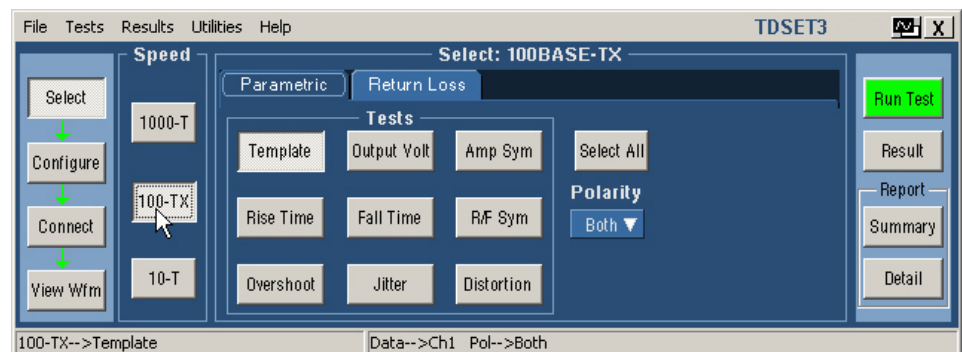 File Tests Results Utilities Help TDSET3 X
Speed
Select: 100BASE-TX
Parametric Return Loss
Select
Configure
Connect
View Wfm
1000-T
100-TX
10-T
Tests
Template Output Volt Amp Sym
Rise Time Fall Time R/F Sym
Overshoot Jitter Distortion
Select All
Polarity
Both ▼
Run Test
Result
Report
Summary
Detail
100-TX-->Template Data-->Ch1 Pol-->Both